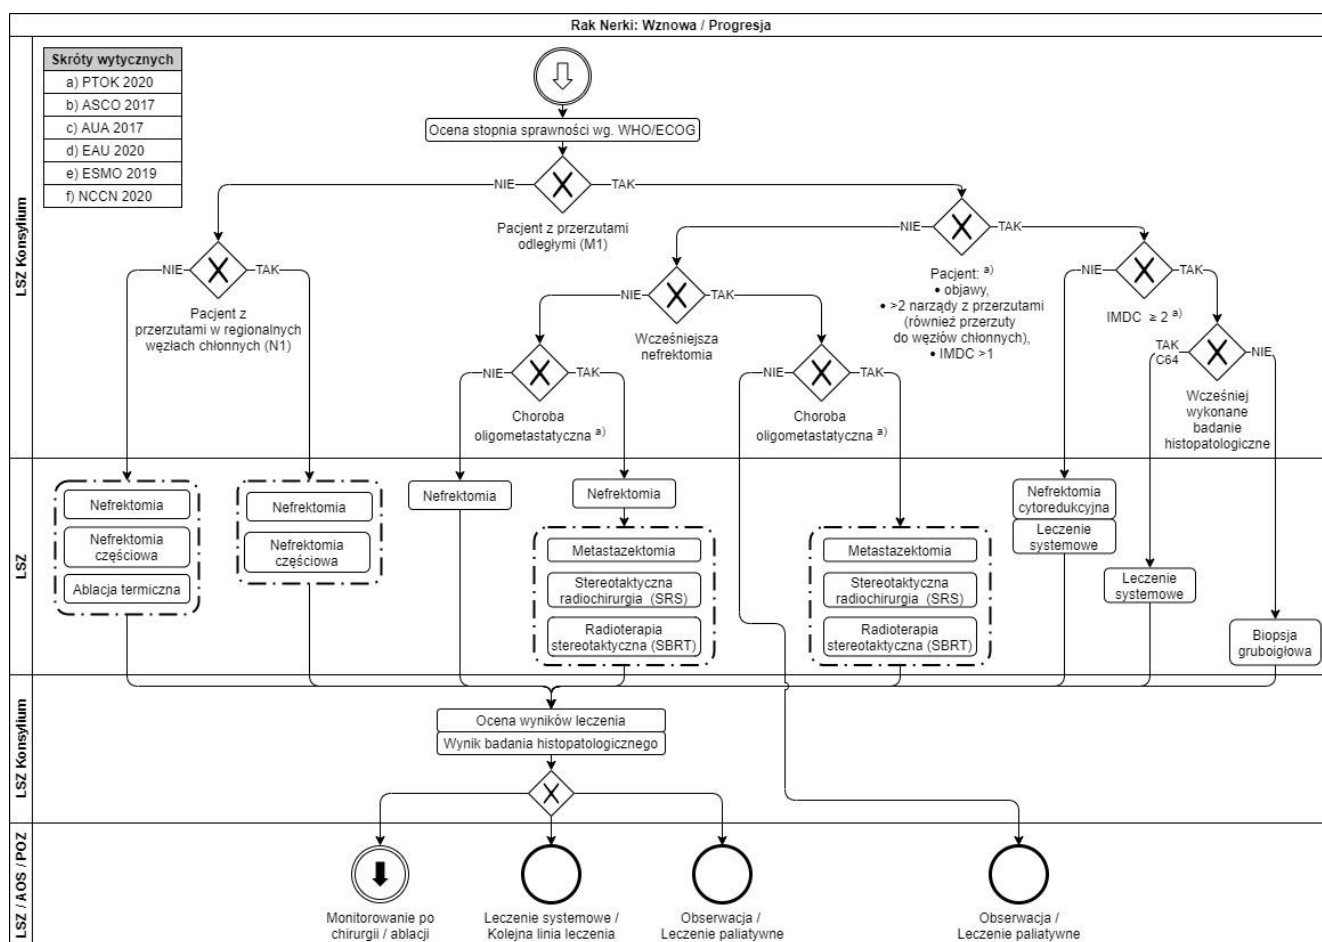 Rak Nerki: Wznowa / Progresja
LSZ Konsylium
Skróty wytycznych
a) PTOK 2020
b) ASCO 2017
c) AUA 2017
d) EAU 2020
e) ESMO 2019
f) NCCN 2020
Ocena stopnia sprawności wg. WHO/ECOG
NIE
TAK
Pacjent z przerzutami
odległymi (M1)
NIE
TAK
Pacjent z
przerzutami w regionalnych
węzłach chłonnych (N1)
NIE
TAK
Pacjent: a)
• objawy,
• >2 narządy z przerzutami
(również przerzuty
do węzłów chłonnych),
• IMDC >1
NIE
TAK
Wcześniejsza
nefrektomia
NIE
TAK
IMDC ≥ 2 a)
NIE
TAK
Choroba
oligometastatyczna a)
NIE
TAK
Choroba
oligometastatyczna a)
TAK
C64
NIE
Wcześniej
wykonane
badanie
histopatologiczne
LSZ
Nefrektomia
Nefrektomia
częściowa
Ablacja termiczna
Nefrektomia
Nefrektomia
częściowa
Nefrektomia
Nefrektomia
Metastazektomia
Stereotaktyczna
radiochirurgia (SRS)
Radioterapia
stereotaktyczna (SBRT)
Metastazektomia
Stereotaktyczna
radiochirurgia (SRS)
Radioterapia
stereotaktyczna (SBRT)
Nefrektomia
cytoredukcyjna
Leczenie
systemowe
Leczenie
systemowe
Biopsja
gruboigłowa
LSZ Konsylium
Ocena wyników leczenia
Wynik badania histopatologicznego
LSZ / AOS / POZ
Monitorowanie po
chirurgii / ablacji
Leczenie systemowe /
Kolejna linia leczenia
Obserwacja /
Leczenie paliatywne
Obserwacja /
Leczenie paliatywne